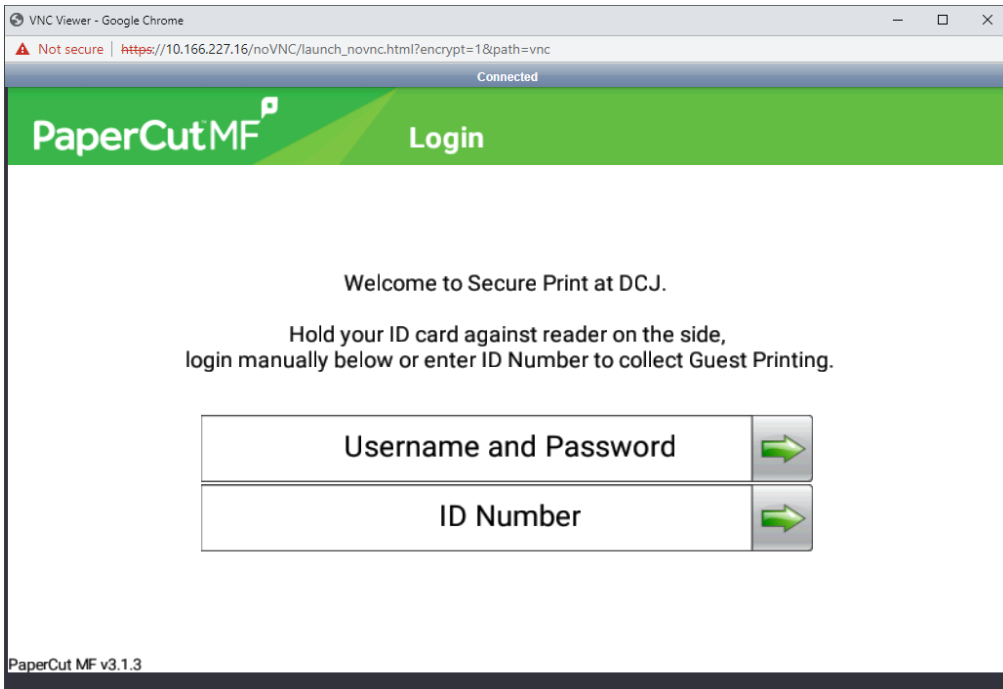 VNC Viewer - Google Chrome
Not secure | https://10.166.227.16/noVNC/launch_novnc.html?encrypt=1&path=vnc
Connected
PaperCut™MF
Login
Welcome to Secure Print at DCJ.
Hold your ID card against reader on the side,
login manually below or enter ID Number to collect Guest Printing.
Username and Password
ID Number
PaperCut MF v3.1.3